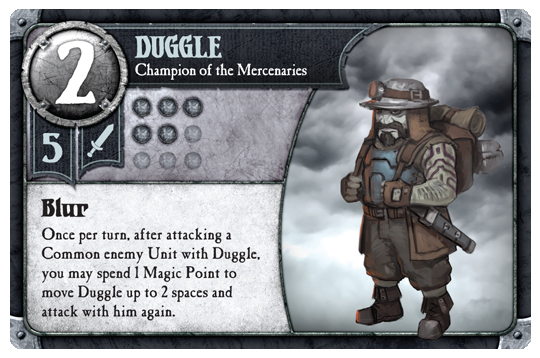 2
DUGGLE
Champion of the Mercenaries
5
Blur
Once per turn, after attacking a
Common enemy Unit with Duggle,
you may spend 1 Magic Point to
move Duggle up to 2 spaces and
attack with him again.